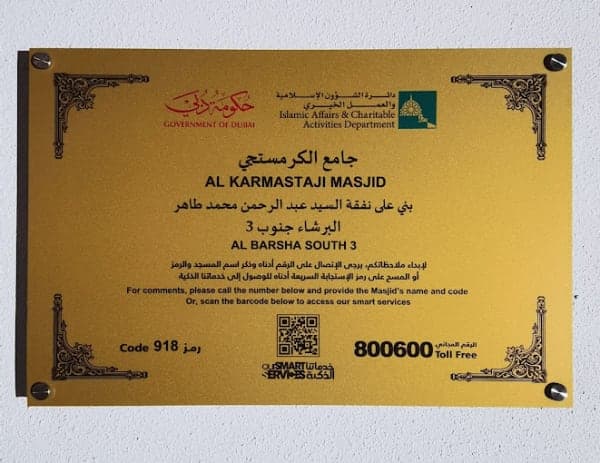 حكومة دبي
GOVERNMENT OF DUBAI
دائرة الشؤون الإسلامية
والعمل الخيري
Islamic Affairs & Charitable
Activities Department
جامع الكرمستجي
AL KARMASTAJI MASJID
بني على نفقة السيد عبد الرحمن محمد طاهر
البرشاء جنوب 3
AL BARSHA SOUTH 3
لإبداء ملاحظاتكم، يرجى الإتصال على الرقم أدناه وذكر اسم المسجد والرمز
أو المسح على رمز الإستجابة السريعة أدناه للوصول إلى خدماتنا الذكية
For comments, please call the number below and provide the Masjid's name and code
Or, scan the barcode below to access our smart services
Code 918 رمز
800600 الرقم المجاني
Toll Free
OUR SMART خدماتنا
SERVICES الذكية